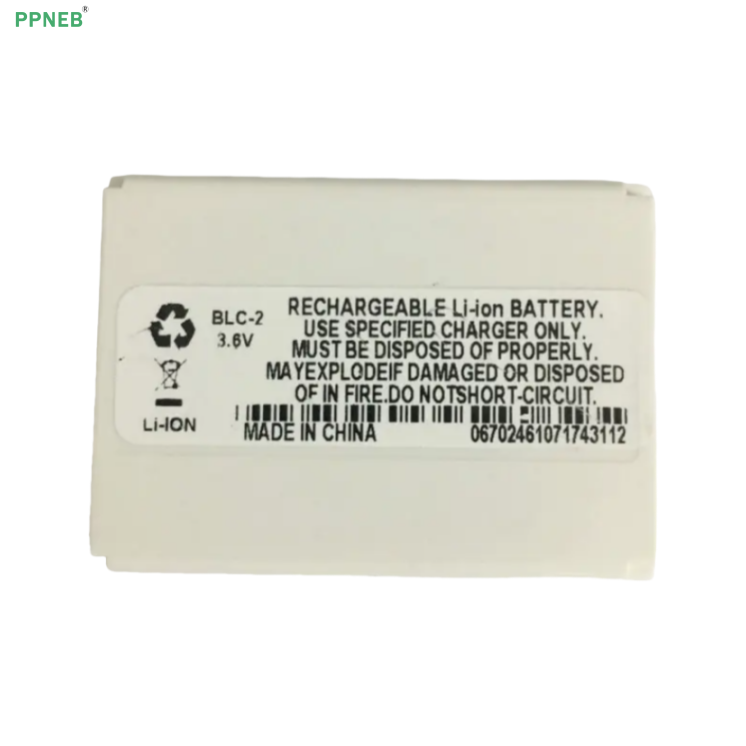 PPNEB®
BLC-2
3.6V
RECHARGEABLE Li-ion BATTERY.
USE SPECIFIED CHARGER ONLY.
MUST BE DISPOSED OF PROPERLY.
MAYEXPLODEIF DAMAGED OR DISPOSED
OF IN FIRE.DO NOTSHORT-CIRCUIT.
Li-ION
MADE IN CHINA
06702461071743112